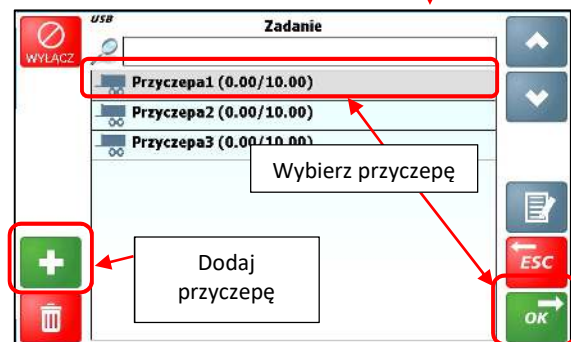 USB
Zadanie
WYŁĄCZ
Przyczepa1 (0.00/10.00)
Przyczepa2 (0.00/10.00)
Przyczepa3 (0.00/10.00)
Wybierz przyczepę
Dodaj
przyczepę
ESC
OK